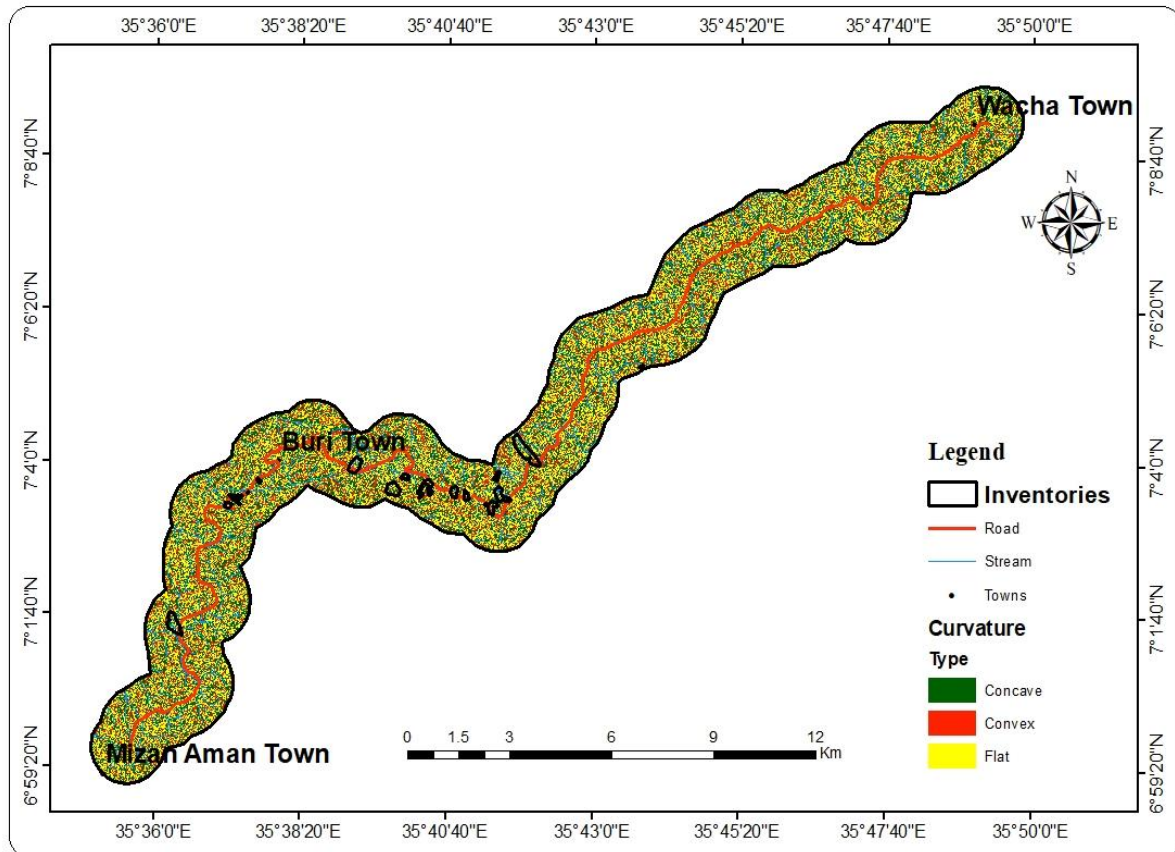 35°36'0"E 35°38'20"E 35°40'40"E 35°43'0"E 35°45'20"E 35°47'40"E 35°50'0"E
Wacha Town
7°8'40"N 7°8'40"N
N
W E
S
7°6'20"N 7°6'20"N
Buri Town
7°4'0"N 7°4'0"N
Legend
Inventories
Road
Stream
Towns
7°1'40"N 7°1'40"N
Curvature
Type
Concave
Convex
Flat
0 1.5 3 6 9 12
Km
Mizan Aman Town
6°59'20"N 6°59'20"N
35°36'0"E 35°38'20"E 35°40'40"E 35°43'0"E 35°45'20"E 35°47'40"E 35°50'0"E